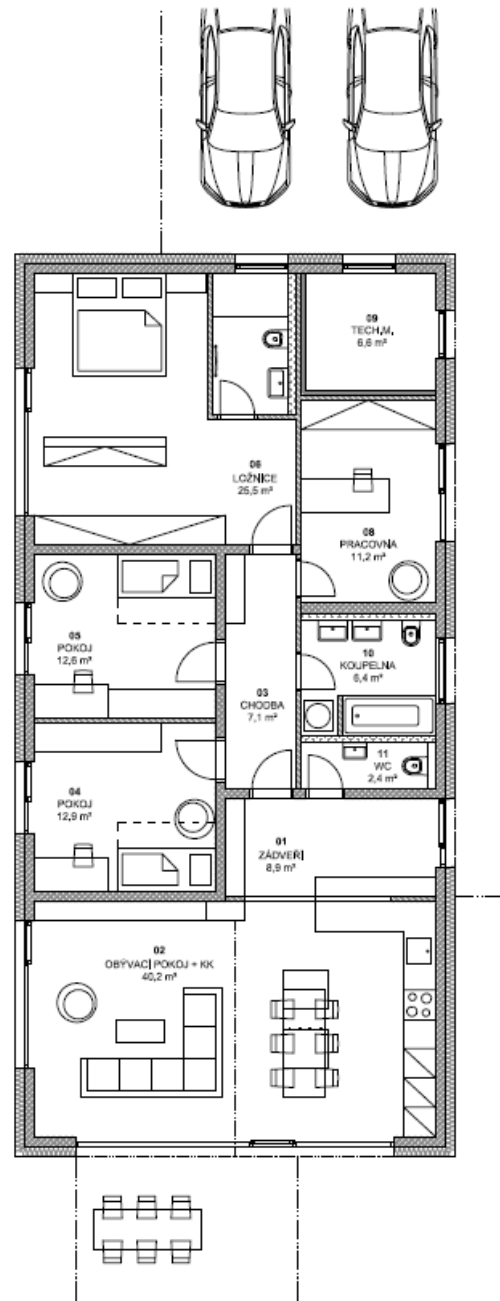 09
TECH.M.
6,6 m²
06
LOŽNICE
25,5 m²
08
PRACOVNA
11,2 m²
05
POKOJ
12,6 m²
10
KOUPELNA
6,4 m²
03
CHODBA
7,1 m²
11
WC
2,4 m²
04
POKOJ
12,9 m²
01
ZÁDVEŘÍ
8,9 m²
02
OBÝVACÍ POKOJ + KK
40,2 m²